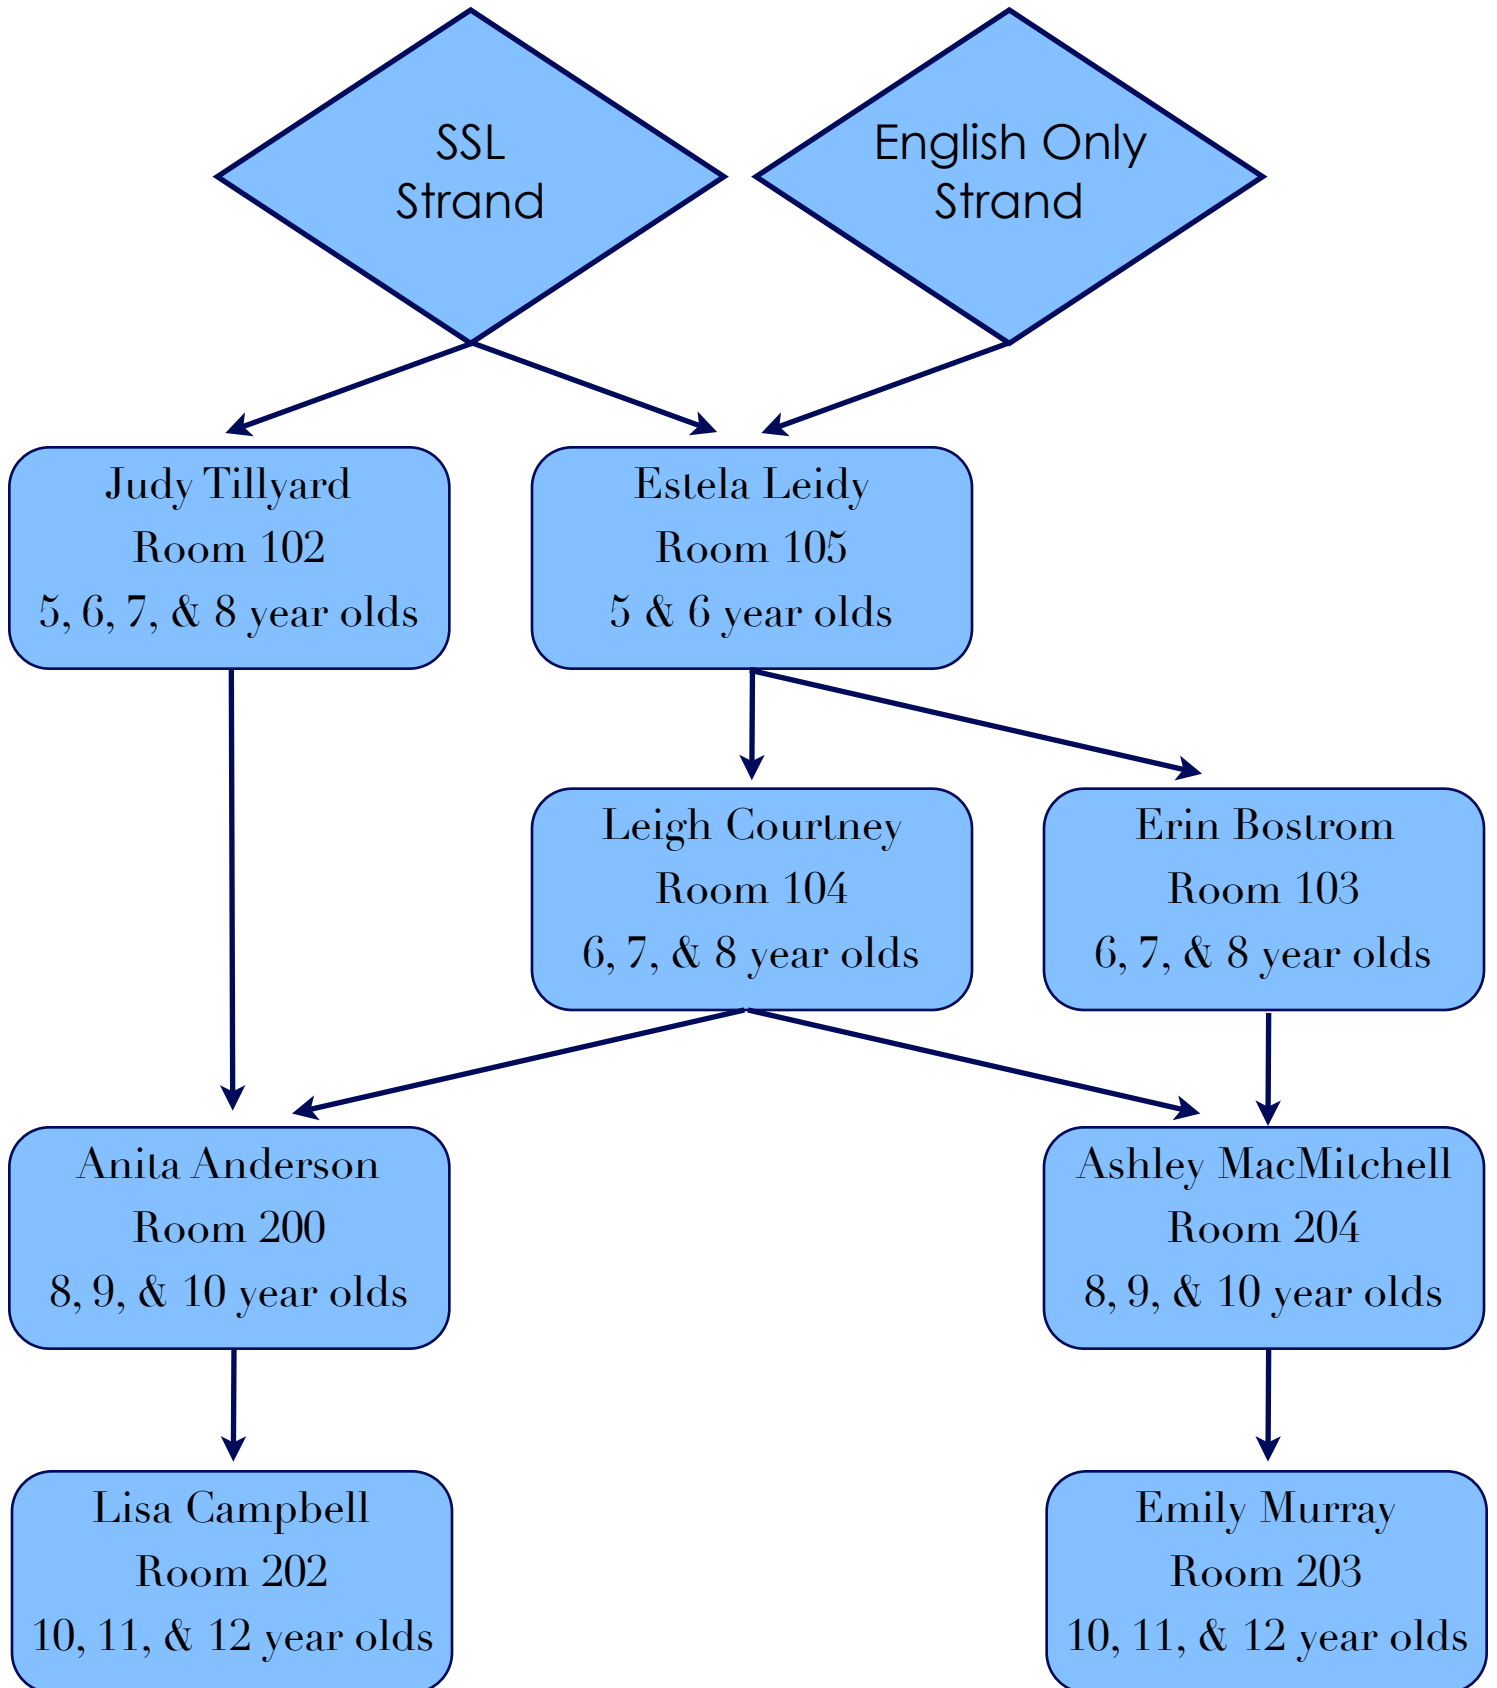 SSL
Strand
English Only
Strand
Judy Tillyard
Room 102
5, 6, 7, & 8 year olds
Estela Leidy
Room 105
5 & 6 year olds
Leigh Courtney
Room 104
6, 7, & 8 year olds
Erin Bostrom
Room 103
6, 7, & 8 year olds
Anita Anderson
Room 200
8, 9, & 10 year olds
Ashley MacMitchell
Room 204
8, 9, & 10 year olds
Lisa Campbell
Room 202
10, 11, & 12 year olds
Emily Murray
Room 203
10, 11, & 12 year olds